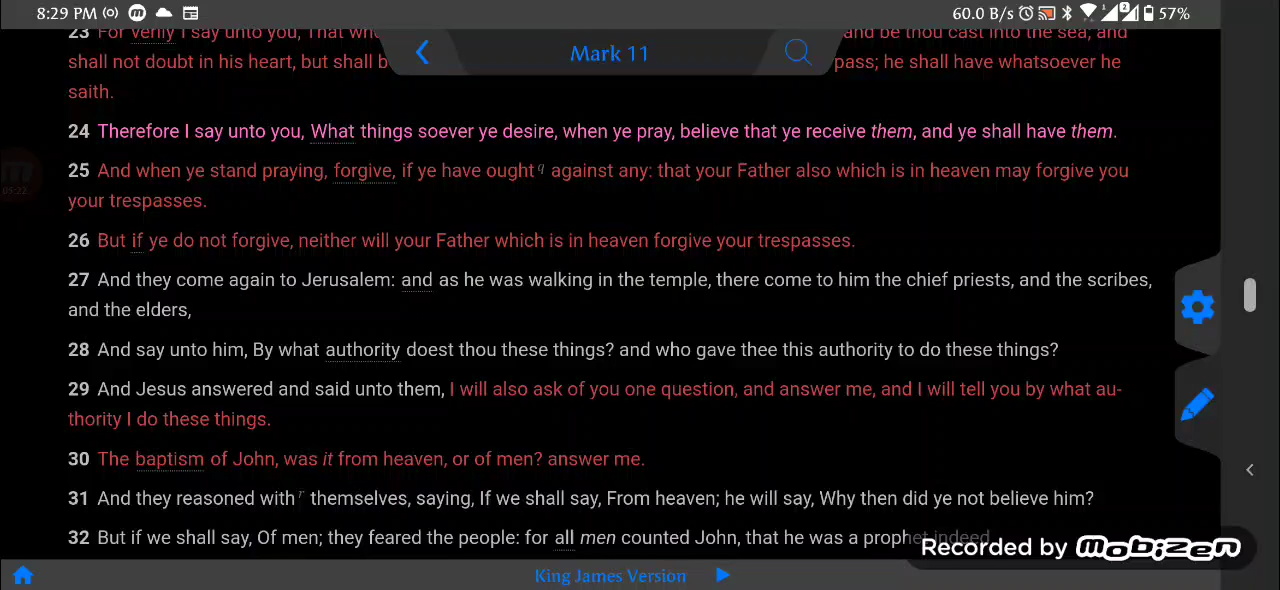 8:29 PM 60.0 B/s 57%
23 For verily I say unto you, That and be thou cast into the sea; and
Mark 11
shall not doubt in his heart, but shall pass; he shall have whatsoever he
saith.
24 Therefore I say unto you, What things soever ye desire, when ye pray, believe that ye receive them, and ye shall have them.
25 And when ye stand praying, forgive, if ye have ought q against any: that your Father also which is in heaven may forgive you
your trespasses.
05:22
26 But if ye do not forgive, neither will your Father which is in heaven forgive your trespasses.
27 And they come again to Jerusalem: and as he was walking in the temple, there come to him the chief priests, and the scribes,
and the elders,
28 And say unto him, By what authority doest thou these things? and who gave thee this authority to do these things?
29 And Jesus answered and said unto them, I will also ask of you one question, and answer me, and I will tell you by what au-
thority I do these things.
30 The baptism of John, was it from heaven, or of men? answer me.
31 And they reasoned with r themselves, saying, If we shall say, From heaven; he will say, Why then did ye not believe him?
32 But if we shall say, Of men; they feared the people: for all men counted John, that he was a prophet indeed
Recorded by mobizen
King James Version